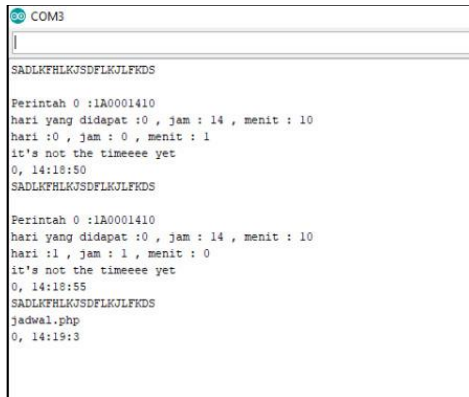 COM3
SADLKFHLKJSDFLKJLFKDS
Perintah 0 :1A0001410
hari yang didapat :0 , jam : 14 , menit : 10
hari :0 , jam : 0 , menit : 1
it's not the timeeee yet
0, 14:18:50
SADLKFHLKJSDFLKJLFKDS
Perintah 0 :1A0001410
hari yang didapat :0 , jam : 14 , menit : 10
hari :1 , jam : 1 , menit : 0
it's not the timeeee yet
0, 14:18:55
SADLKFHLKJSDFLKJLFKDS
jadwal.php
0, 14:19:3